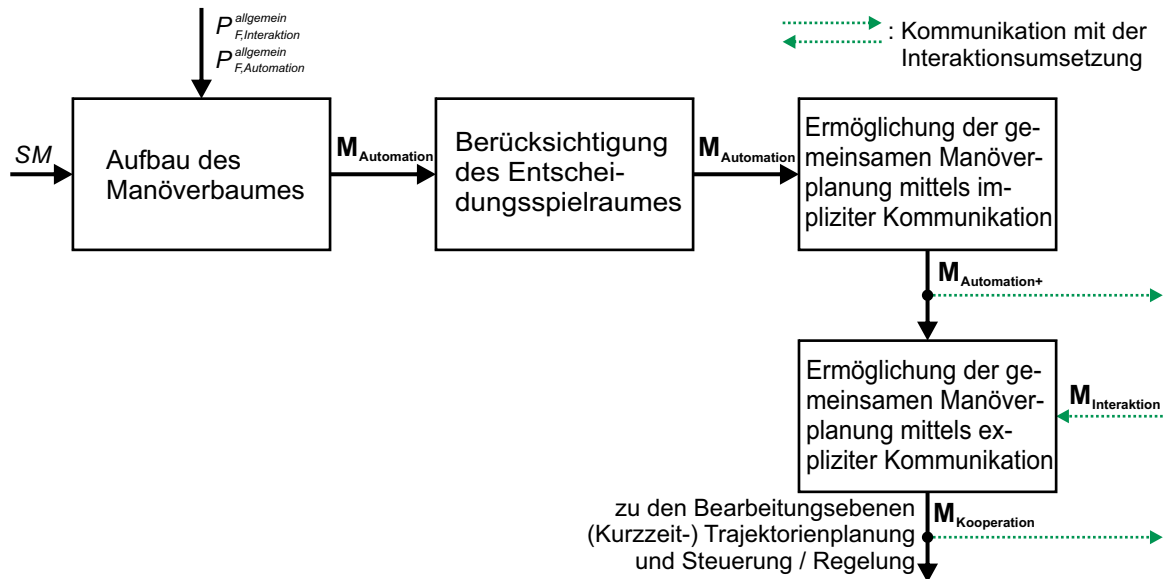 P allgemein F,Interaktion
P allgemein F,Automation
: Kommunikation mit der
Interaktionsumsetzung
SM
Aufbau des
Manöverbaumes
M Automation
Berücksichtigung
des Entschei-
dungsspielraumes
M Automation
Ermöglichung der ge-
meinsamen Manöver-
planung mittels im-
pliziter Kommunikation
M Automation+
Ermöglichung der ge-
meinsamen Manöver-
planung mittels ex-
pliziter Kommunikation
M Interaktion
zu den Bearbeitungsebenen
(Kurzzeit-) Trajektorienplanung
und Steuerung / Regelung
M Kooperation